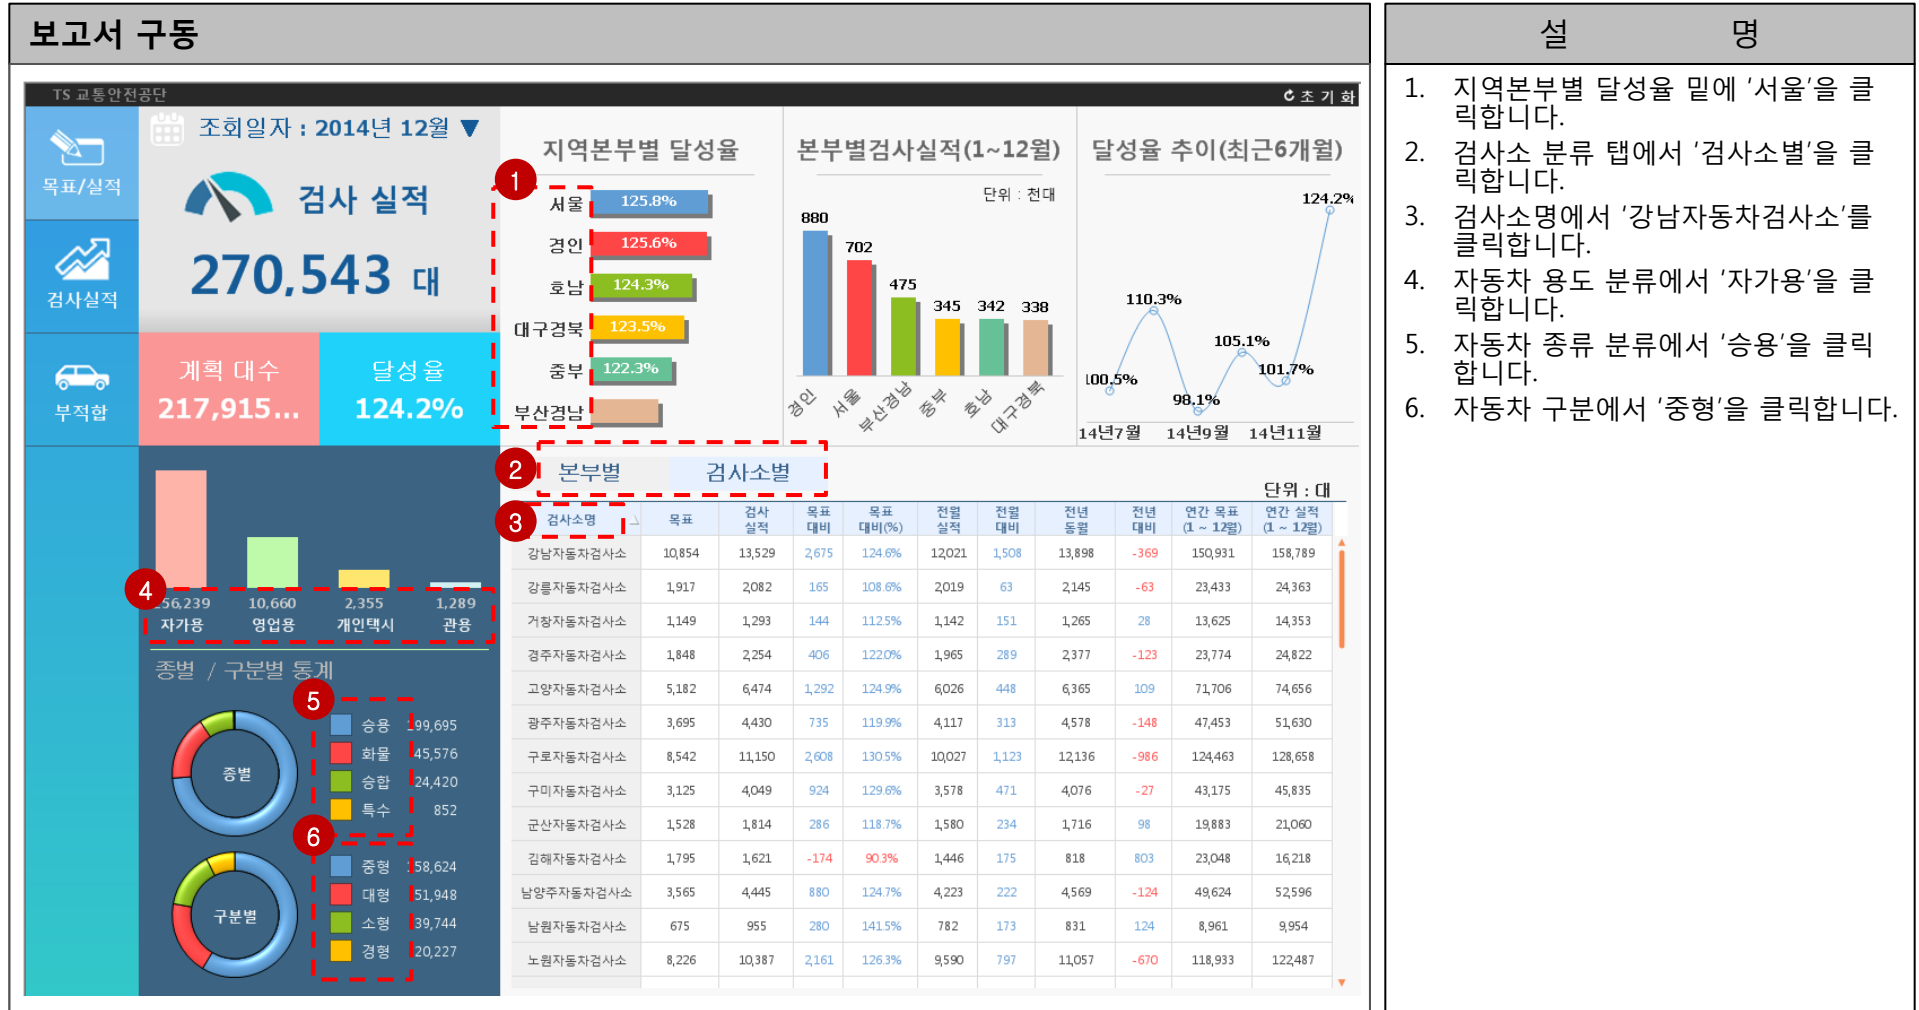 보고서 구동
설 명
TS 교통안전공단
초 기 화
목표/실적
검사실적
부적합
조회일자 : 2014년 12월 ▼
검사 실적
270,543 대
계획 대수
217,915...
달성율
124.2%
지역본부별 달성율
1
서울 125.8%
경인 125.6%
호남 124.3%
대구경북 123.5%
중부 122.3%
부산경남
본부별검사실적(1~12월)
단위 : 천대
880 702 475 345 342 338
경인 서울 부산경남 중부 호남 대구경북
달성율 추이(최근6개월)
124.2%
110.3%
105.1%
101.7%
100.5%
98.1%
14년7월 14년9월 14년11월
4
10,660 2,355 1,289
자가용 영업용 개인택시 관용
종별 / 구분별 통계
5
종별
승용 199,695
화물 45,576
승합 24,420
특수 852
6
구분별
중형 158,624
대형 51,948
소형 39,744
경형 20,227
2
본부별 검사소별
단위 : 대
3
검사소명 목표 검사 실적 목표 대비 목표 대비(%) 전월 실적 전월 대비 전년 동월 전년 대비 연간 목표 (1 ~ 12월) 연간 실적 (1 ~ 12월)
강남자동차검사소 10,854 13,529 2,675 124.6% 12,021 1,508 13,898 -369 150,931 158,789
강릉자동차검사소 1,917 2,082 165 108.6% 2,019 63 2,145 -63 23,433 24,363
거창자동차검사소 1,149 1,293 144 112.5% 1,142 151 1,265 28 13,625 14,353
경주자동차검사소 1,848 2,254 406 122.0% 1,965 289 2,377 -123 23,774 24,822
고양자동차검사소 5,182 6,474 1,292 124.9% 6,026 448 6,365 109 71,706 74,656
광주자동차검사소 3,695 4,430 735 119.9% 4,117 313 4,578 -148 47,453 51,630
구로자동차검사소 8,542 11,150 2,608 130.5% 10,027 1,123 12,136 -986 124,463 128,658
구미자동차검사소 3,125 4,049 924 129.6% 3,578 471 4,076 -27 43,175 45,835
군산자동차검사소 1,528 1,814 286 118.7% 1,580 234 1,716 98 19,883 21,060
김해자동차검사소 1,795 1,621 -174 90.3% 1,446 175 818 803 23,048 16,218
남양주자동차검사소 3,565 4,445 880 124.7% 4,223 222 4,569 -124 49,624 52,596
남원자동차검사소 675 955 280 141.5% 782 173 831 124 8,961 9,954
노원자동차검사소 8,226 10,387 2,161 126.3% 9,590 797 11,057 -670 118,933 122,487
1. 지역본부별 달성율 밑에 '서울'을 클
릭합니다.
2. 검사소 분류 탭에서 '검사소별'을 클
릭합니다.
3. 검사소명에서 '강남자동차검사소'를
클릭합니다.
4. 자동차 용도 분류에서 '자가용'을 클
릭합니다.
5. 자동차 종류 분류에서 '승용'을 클릭
합니다.
6. 자동차 구분에서 '중형'을 클릭합니다.